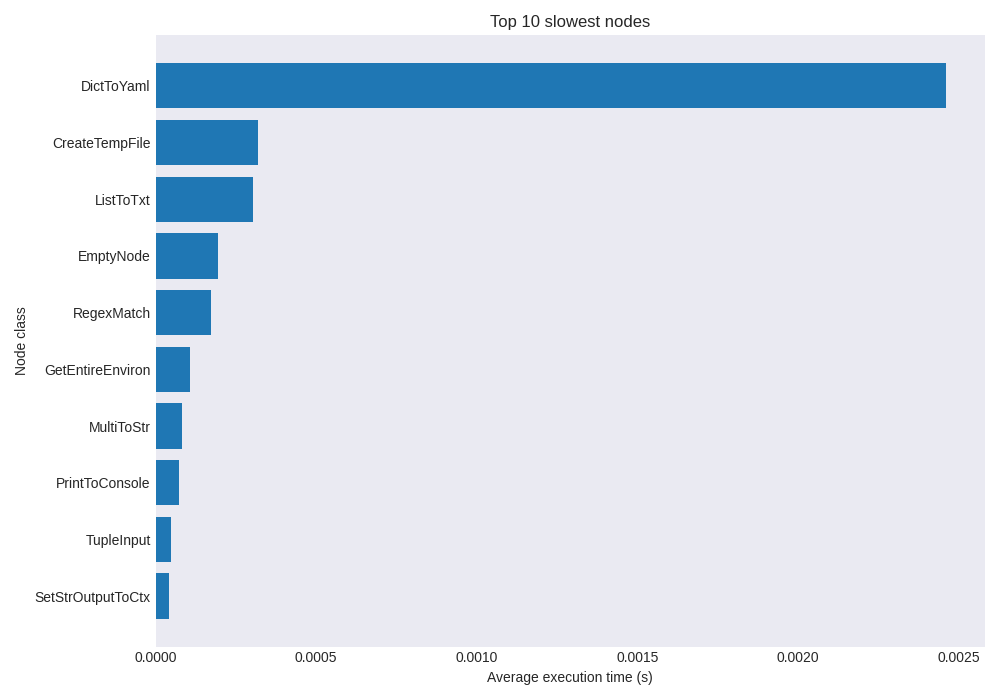 Top 10 slowest nodes
Node class
DictToYaml
CreateTempFile
ListToTxt
EmptyNode
RegexMatch
GetEntireEnviron
MultiToStr
PrintToConsole
TupleInput
SetStrOutputToCtx
0.0000 0.0005 0.0010 0.0015 0.0020 0.0025
Average execution time (s)